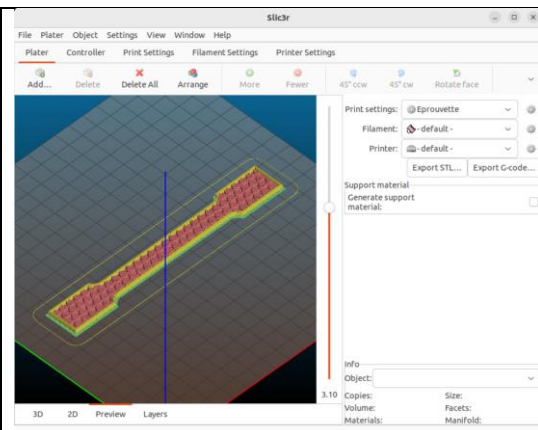 Slic3r
File Plater Object Settings View Window Help
Plater Controller Print Settings Filament Settings Printer Settings
Add... Delete Delete All Arrange More Fewer 45° ccw 45° cw Rotate face
Print settings: Eprouvette
Filament: - default -
Printer: - default -
Export STL... Export G-code...
Support material
Generate support
material:
Info
Object:
3.10 Copies: Size:
Volume: Facets:
Materials: Manifold:
3D 2D Preview Layers